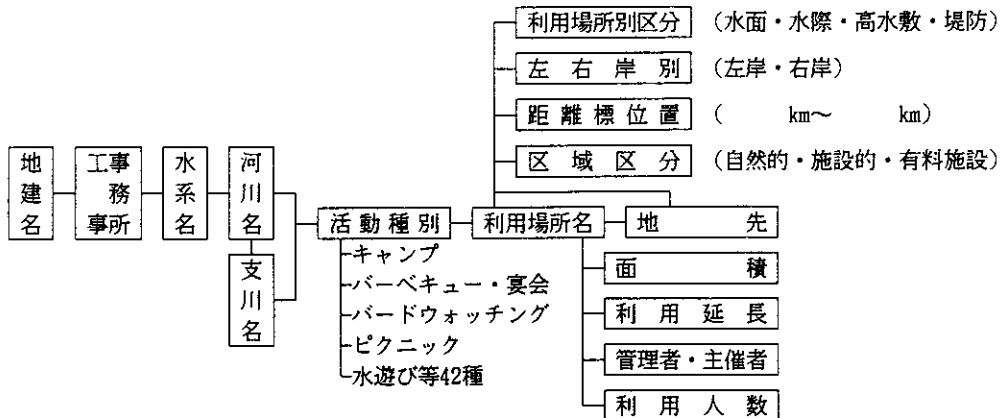 利用場所別区分 (水面・水際・高水敷・堤防)
左右岸別 (左岸・右岸)
距離標位置 ( km～ km)
区域区分 (自然的・施設的・有料施設)
地建名
工事事務所
水系名
河川名
支川名
活動種別
利用場所名
地先
キャンプ
バーベキュー・宴会
バードウォッチング
ピクニック
水遊び等42種
面積
利用延長
管理者・主催者
利用人数